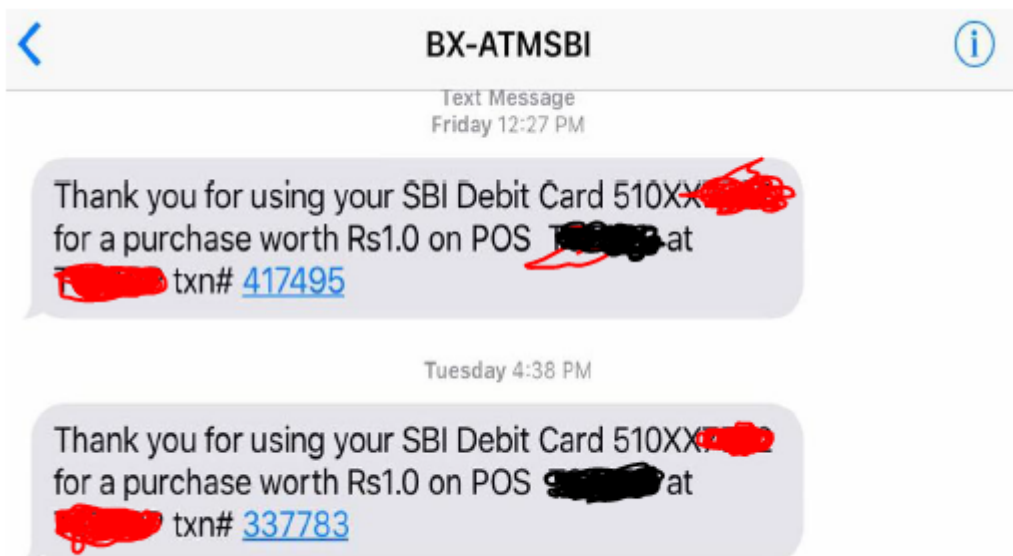 BX-ATMSBI
Text Message
Friday 12:27 PM
Thank you for using your SBI Debit Card 510XX
for a purchase worth Rs1.0 on POS at
txn# 417495
Tuesday 4:38 PM
Thank you for using your SBI Debit Card 510XX
for a purchase worth Rs1.0 on POS at
txn# 337783